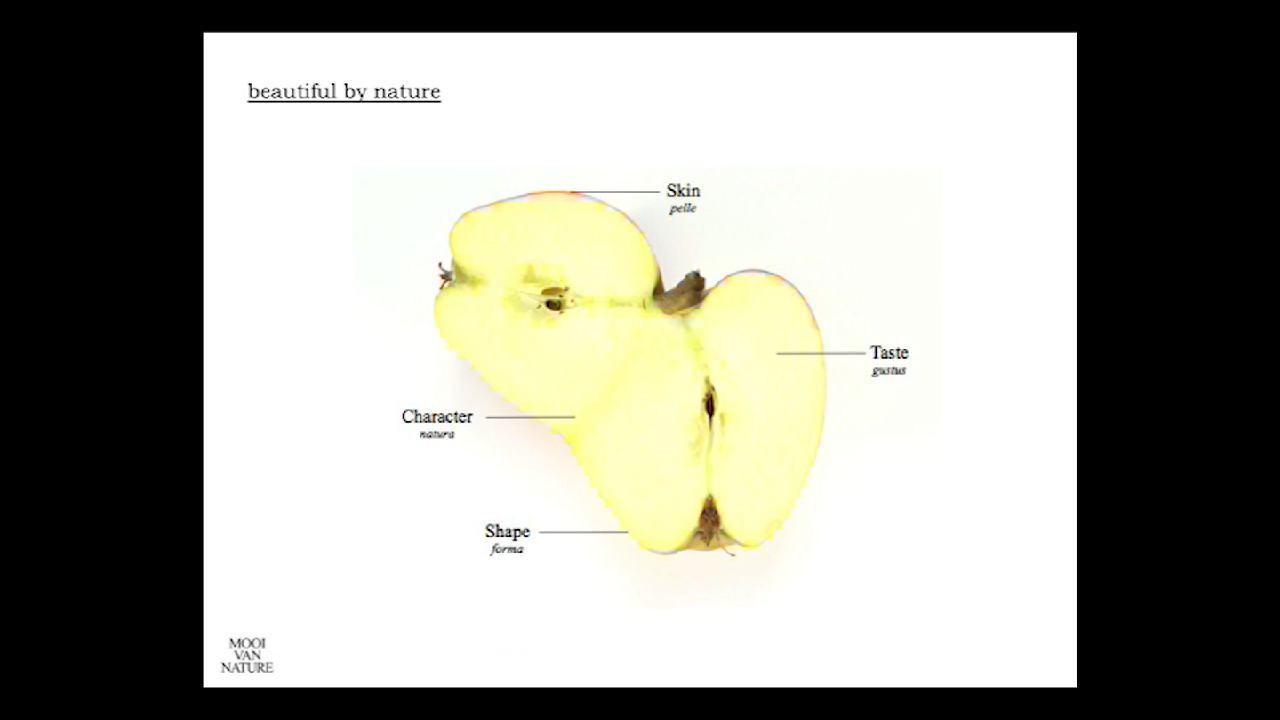 beautiful by nature
Skin
pelle
Taste
gustus
Character
natura
Shape
forma
MOOI
VAN
NATURE